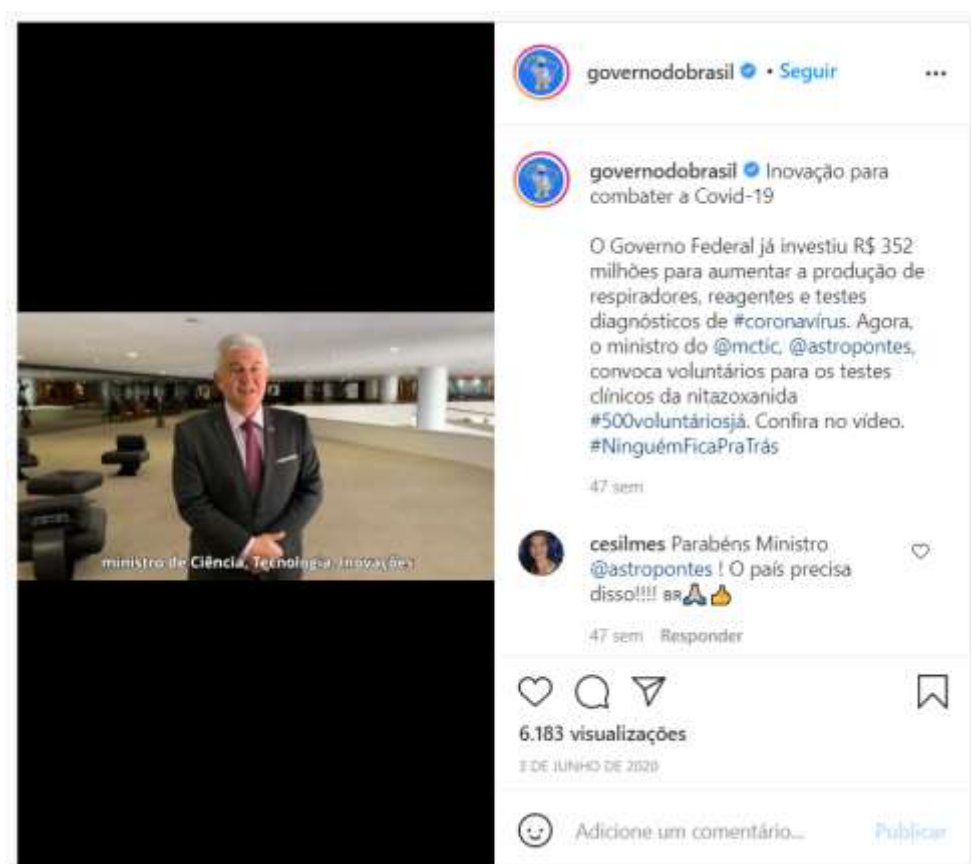 governodobrasil • Seguir
governodobrasil Inovação para
combater a Covid-19
O Governo Federal já investiu R$ 352
milhões para aumentar a produção de
respiradores, reagentes e testes
diagnósticos de #coronavírus. Agora,
o ministro do @mctic, @astropontes,
convoca voluntários para os testes
clínicos da nitazoxanida
#500voluntáriosjá. Confira no vídeo.
#NinguémFicaPraTrás
47 sem
cesilmes Parabéns Ministro
@astropontes ! O país precisa
disso!!!! BR🙏👍
47 sem Responder
ministro de Ciência, Tecnologia, Inovações
6.183 visualizações
3 DE JUNHO DE 2020
Adicione um comentário... Publicar